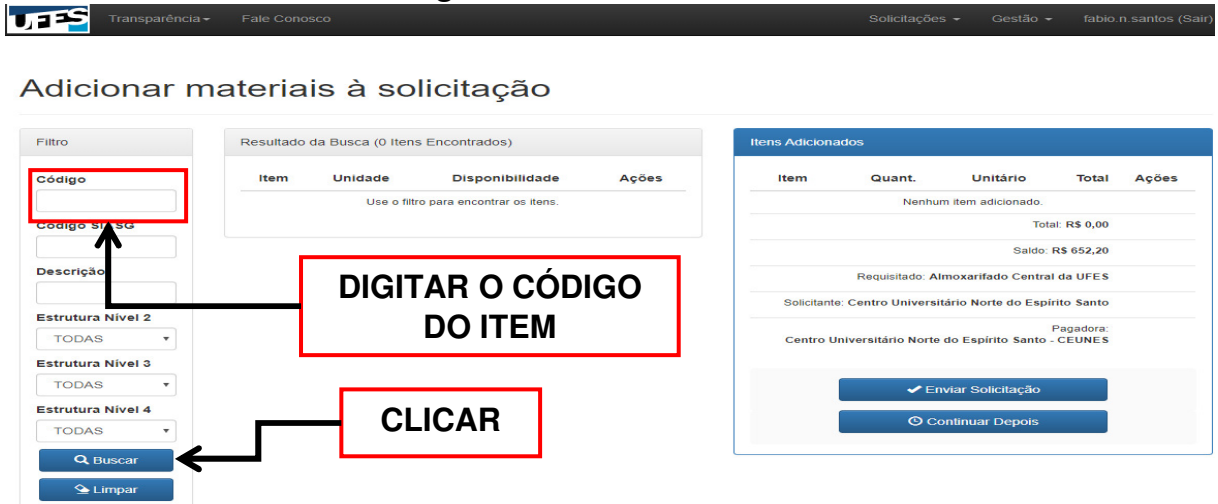 UFES Transparência Fale Conosco Solicitações Gestão fabio.n.santos (Sair)
Adicionar materiais à solicitação
Filtro
Código
Código
Descrição
Estrutura Nível 2
TODAS
Estrutura Nível 3
TODAS
Estrutura Nível 4
TODAS
Buscar
Limpar
Resultado da Busca (0 Itens Encontrados)
Item Unidade Disponibilidade Ações
Use o filtro para encontrar os itens.
DIGITAR O CÓDIGO
DO ITEM
CLICAR
Itens Adicionados
Item Quant. Unitário Total Ações
Nenhum item adicionado.
Total: R$ 0,00
Saldo: R$ 652,20
Requisitado: Almoxarifado Central da UFES
Solicitante: Centro Universitário Norte do Espírito Santo
Pagadora:
Centro Universitário Norte do Espírito Santo - CEUNES
Enviar Solicitação
Continuar Depois